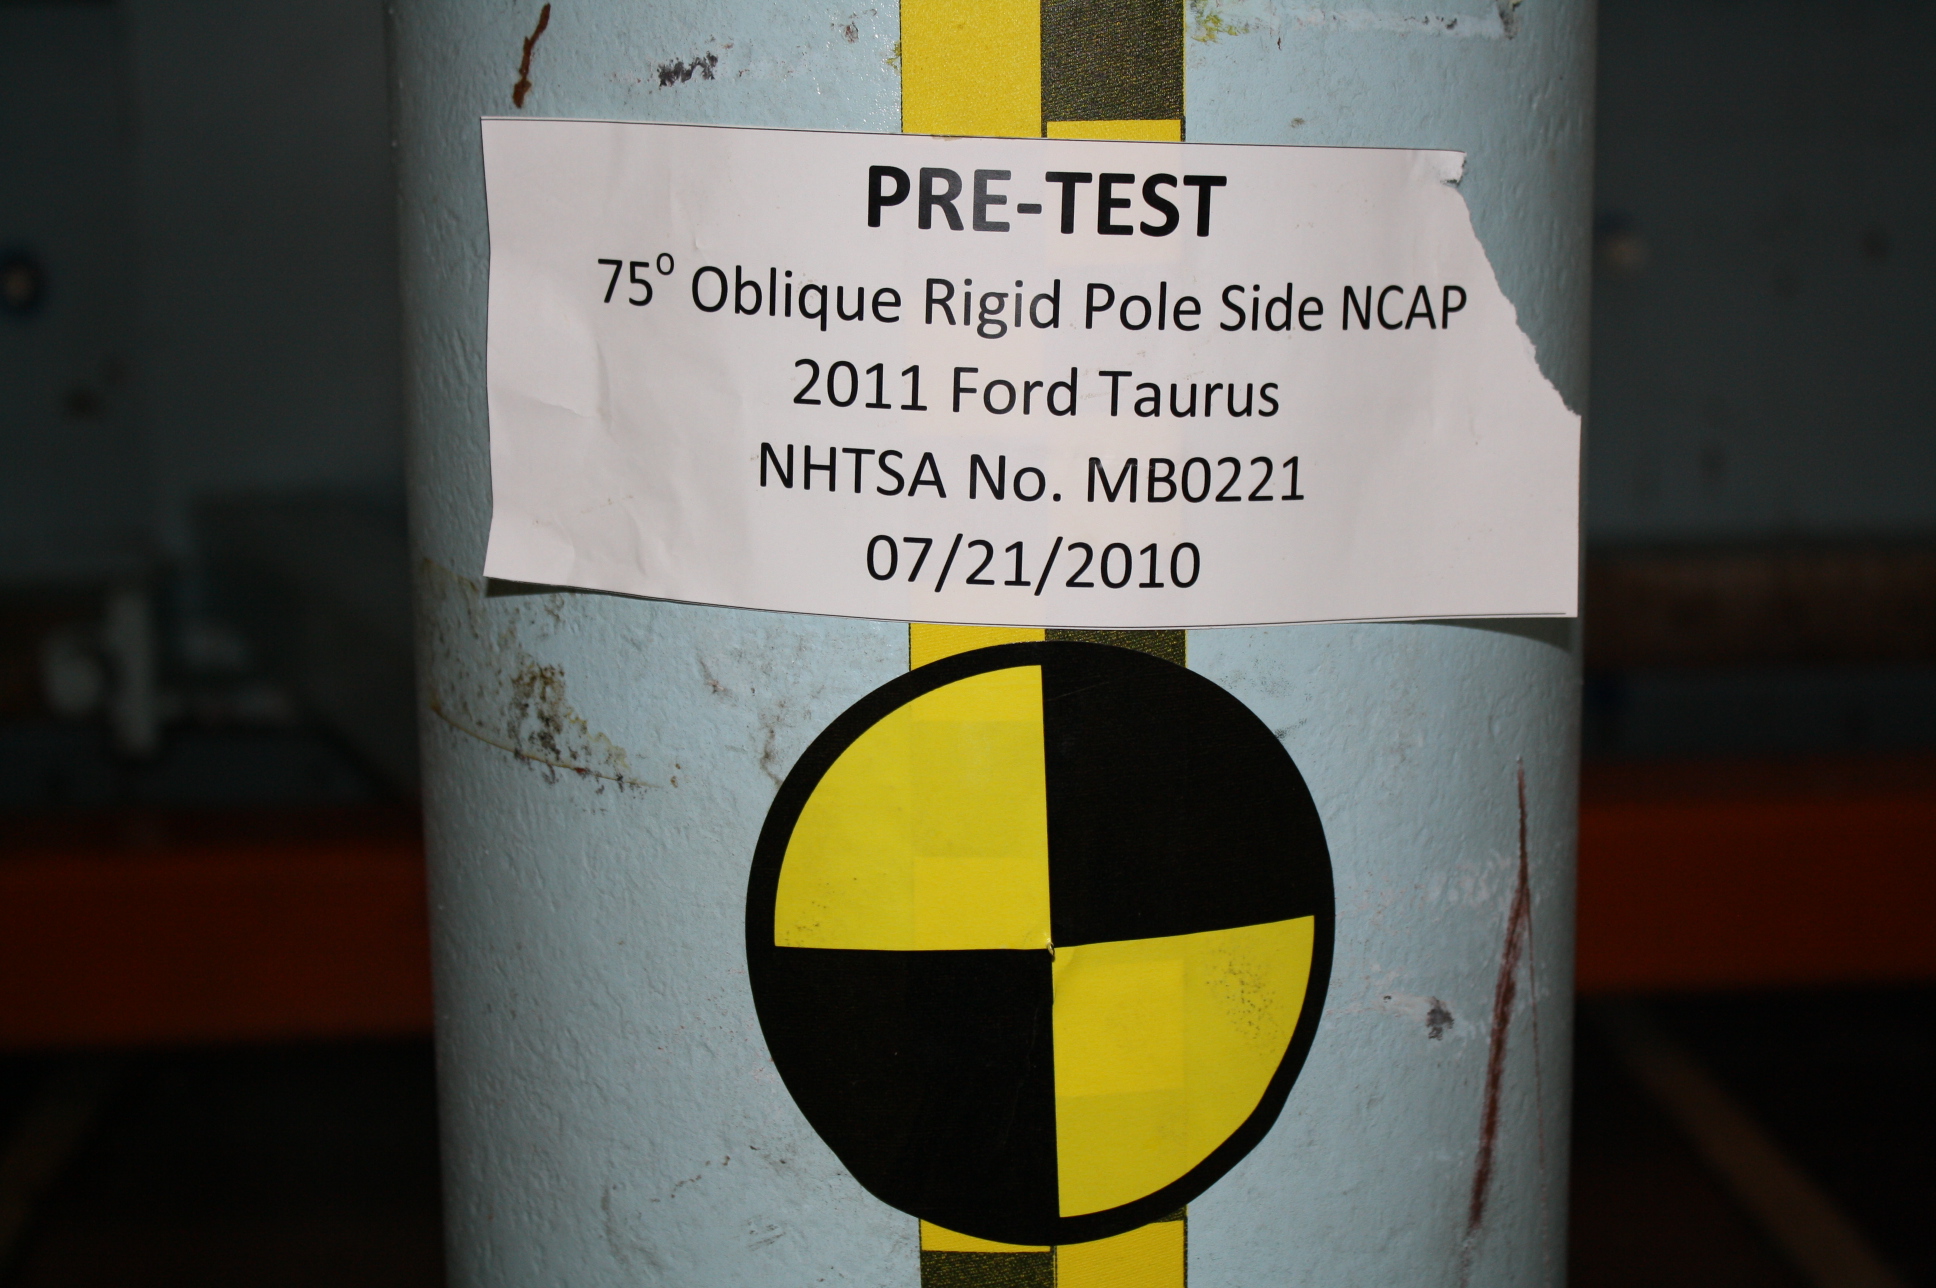 PRE-TEST
75° Oblique Rigid Pole Side NCAP
2011 Ford Taurus
NHTSA No. MB0221
07/21/2010